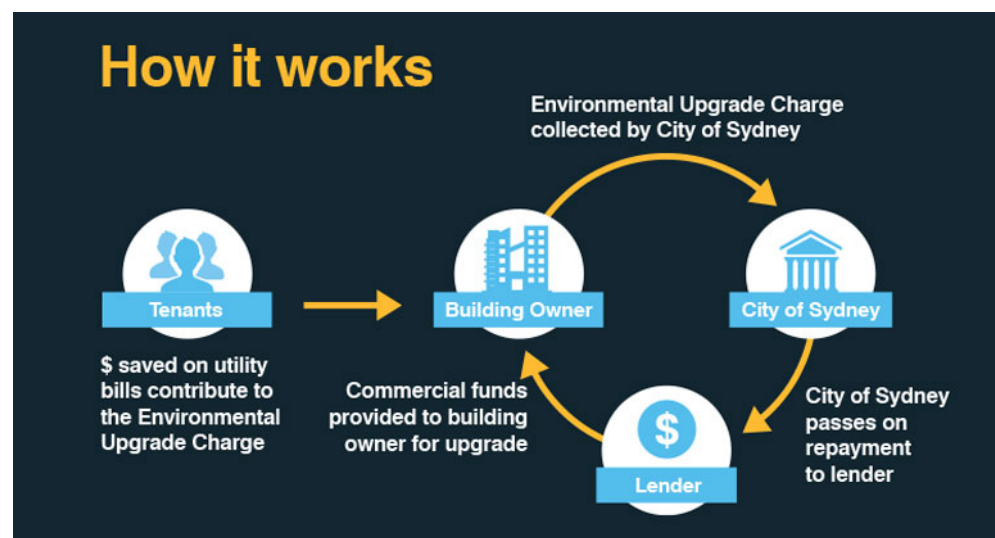 How it works
Environmental Upgrade Charge
collected by City of Sydney
Tenants
Building Owner
City of Sydney
$ saved on utility
bills contribute to
the Environmental
Upgrade Charge
Commercial funds
provided to building
owner for upgrade
$
Lender
City of Sydney
passes on
repayment
to lender